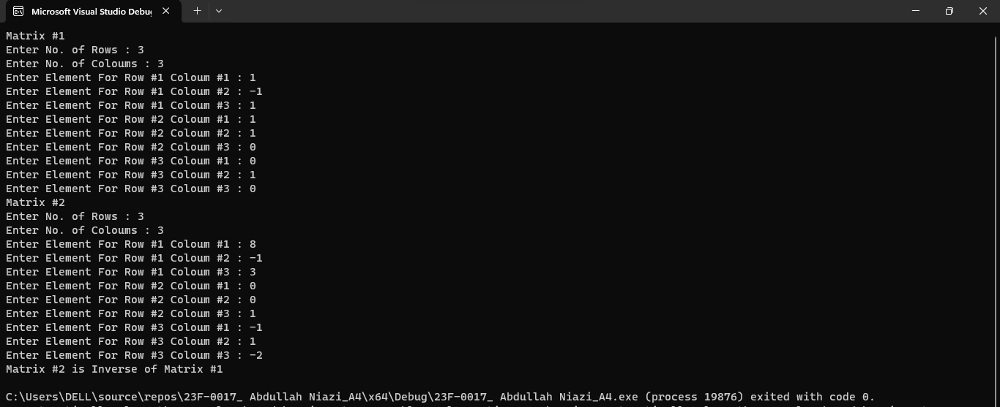 Microsoft Visual Studio Debu
Matrix #1
Enter No. of Rows : 3
Enter No. of Coloums : 3
Enter Element For Row #1 Coloum #1 : 1
Enter Element For Row #1 Coloum #2 : -1
Enter Element For Row #1 Coloum #3 : 1
Enter Element For Row #2 Coloum #1 : 1
Enter Element For Row #2 Coloum #2 : 1
Enter Element For Row #2 Coloum #3 : 0
Enter Element For Row #3 Coloum #1 : 0
Enter Element For Row #3 Coloum #2 : 1
Enter Element For Row #3 Coloum #3 : 0
Matrix #2
Enter No. of Rows : 3
Enter No. of Coloums : 3
Enter Element For Row #1 Coloum #1 : 8
Enter Element For Row #1 Coloum #2 : -1
Enter Element For Row #1 Coloum #3 : 3
Enter Element For Row #2 Coloum #1 : 0
Enter Element For Row #2 Coloum #2 : 0
Enter Element For Row #2 Coloum #3 : 1
Enter Element For Row #3 Coloum #1 : -1
Enter Element For Row #3 Coloum #2 : 1
Enter Element For Row #3 Coloum #3 : -2
Matrix #2 is Inverse of Matrix #1
C:\Users\DELL\source\repos\23F-0017_ Abdullah Niazi_A4\x64\Debug\23F-0017_ Abdullah Niazi_A4.exe (process 19876) exited with code 0.